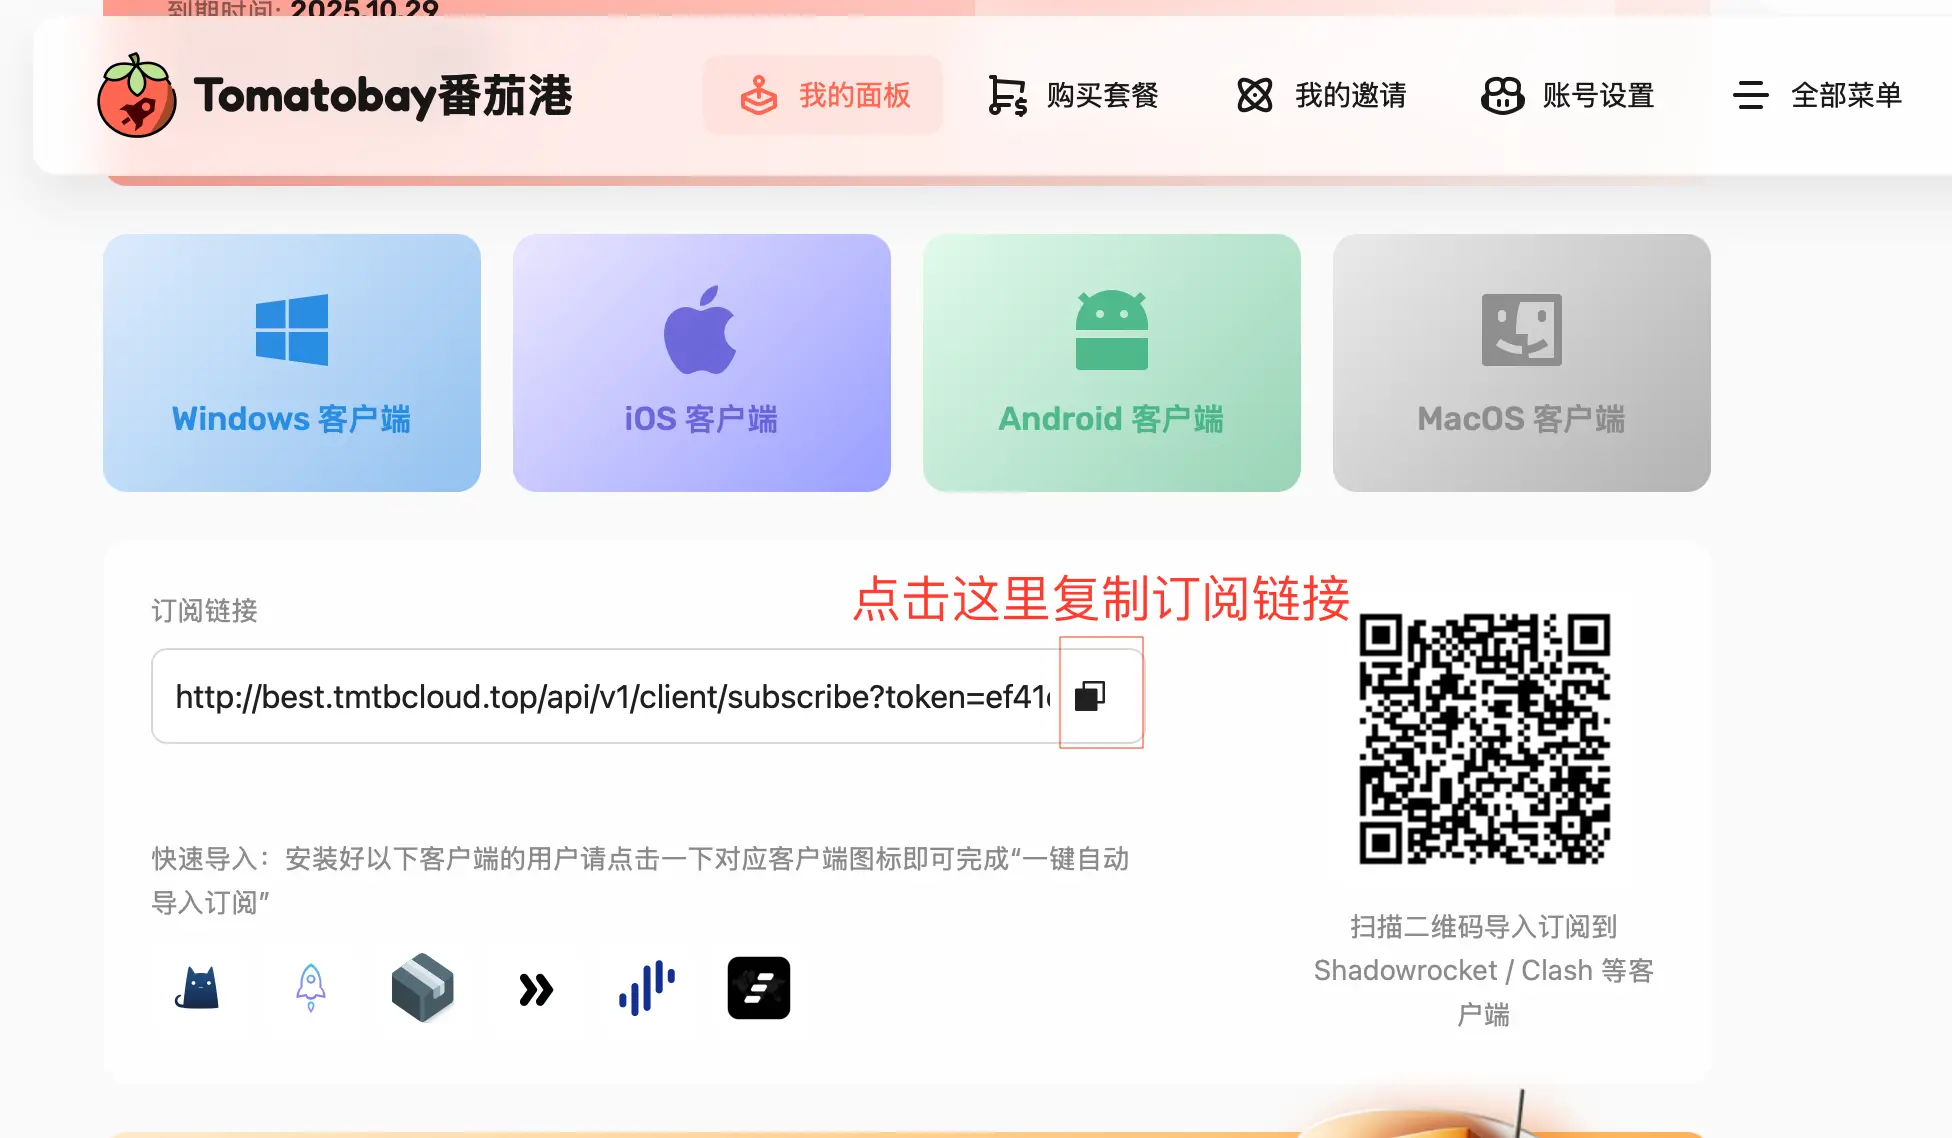 到期时间: 2025.10.29
Tomatobay番茄港
我的面板
购买套餐
我的邀请
账号设置
全部菜单
Windows 客户端
iOS 客户端
Android 客户端
MacOS 客户端
点击这里复制订阅链接
订阅链接
http://best.tmtbcloud.top/api/v1/client/subscribe?token=ef41
快速导入：安装好以下客户端的用户请点击一下对应客户端图标即可完成“一键自动
导入订阅”
扫描二维码导入订阅到
Shadowrocket / Clash 等客
户端